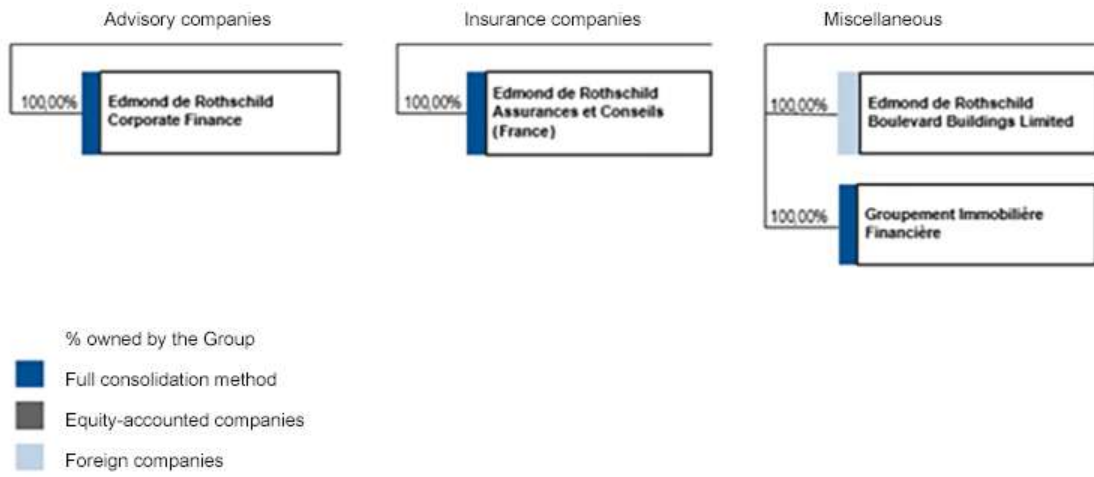 Advisory companies
100,00%
Edmond de Rothschild
Corporate Finance
Insurance companies
100,00%
Edmond de Rothschild
Assurances et Conseils
(France)
Miscellaneous
100,00%
Edmond de Rothschild
Boulevard Buildings Limited
100,00%
Groupement Immobilière
Financière
% owned by the Group
Full consolidation method
Equity-accounted companies
Foreign companies